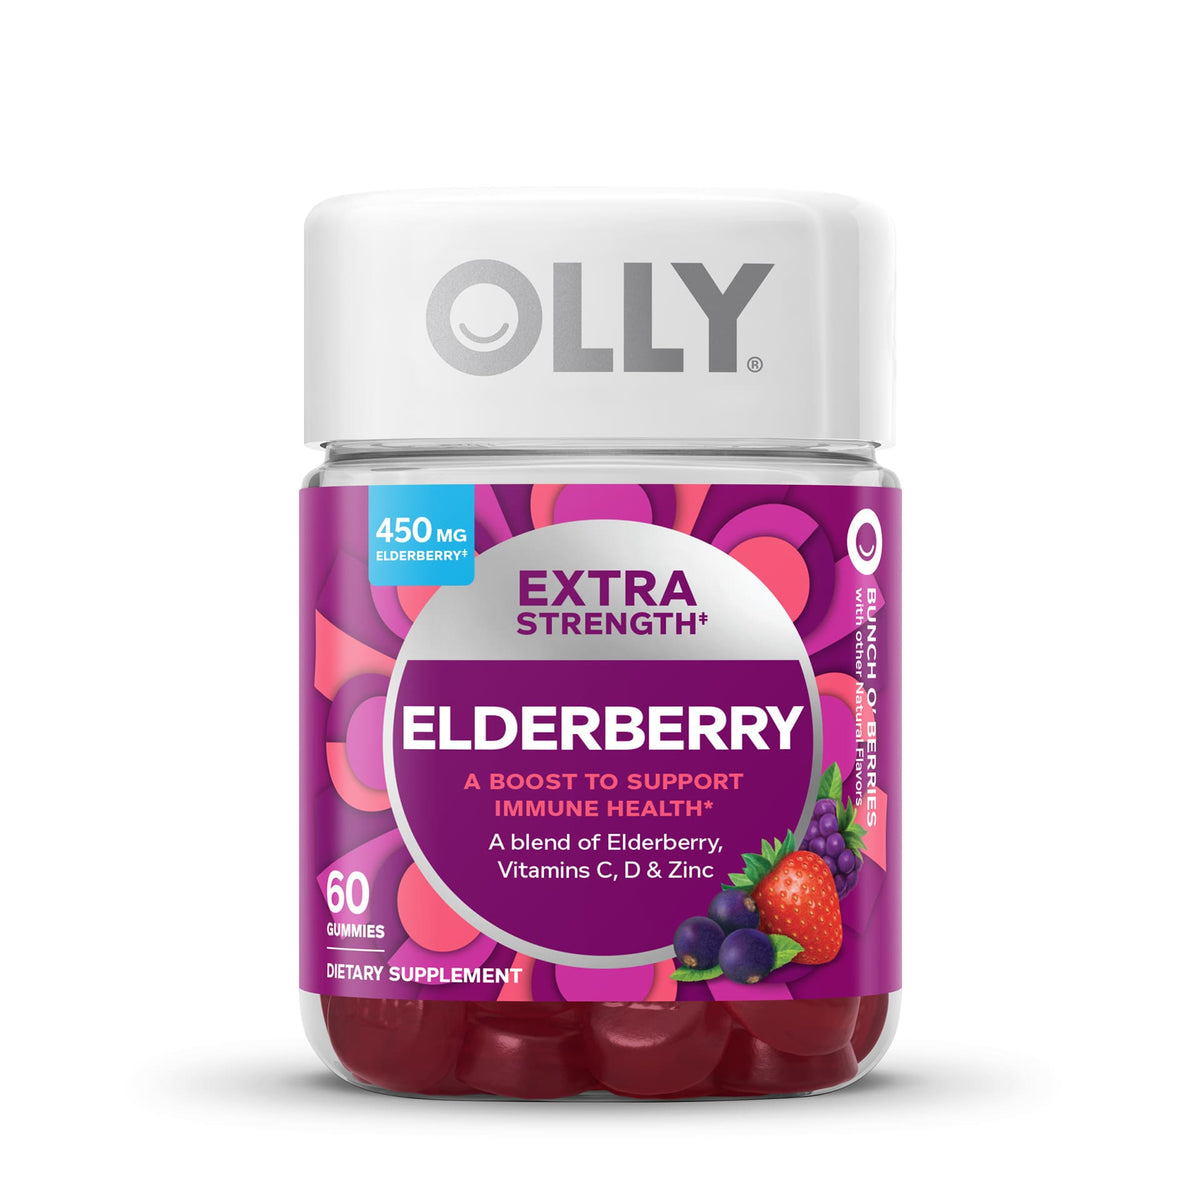 OLLY®
450 MG
ELDERBERRY‡
EXTRA
STRENGTH‡
ELDERBERRY
A BOOST TO SUPPORT
IMMUNE HEALTH*
A blend of Elderberry,
Vitamins C, D & Zinc
60
GUMMIES
DIETARY SUPPLEMENT
BUNCH O' BERRIES
with other Natural Flavors